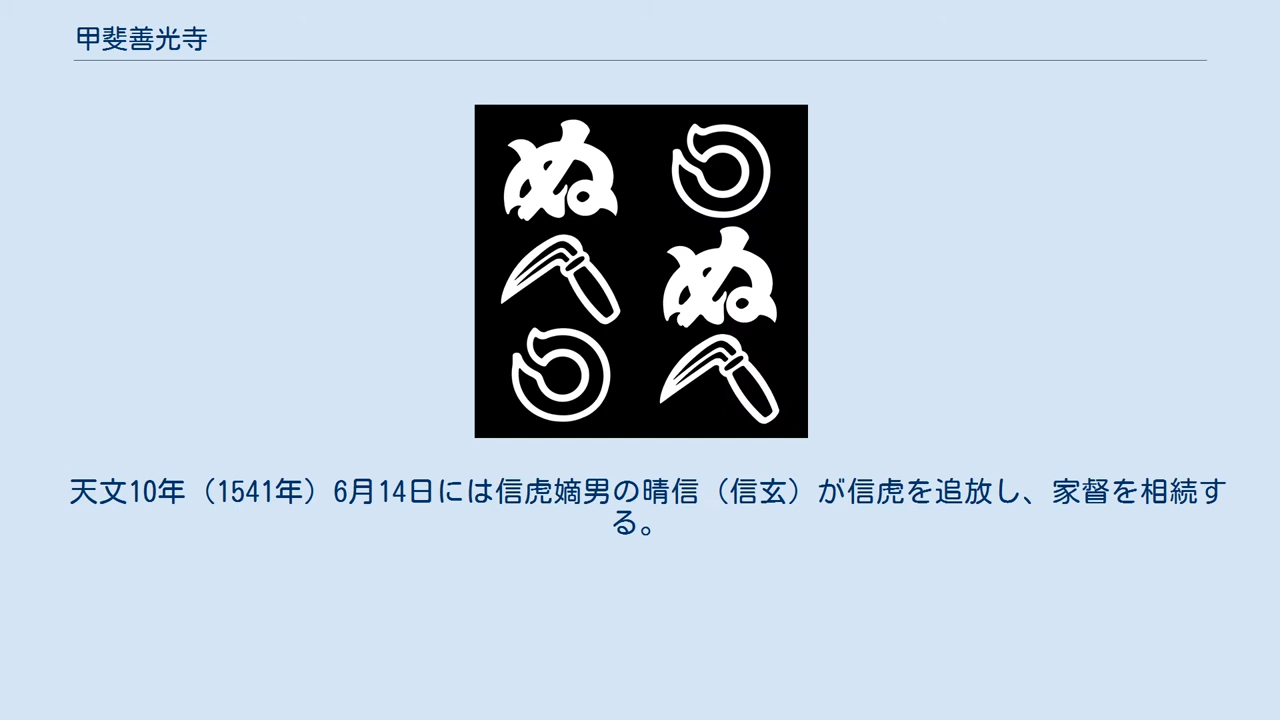 甲斐善光寺
ぬ
ぬ
天文10年（1541年）6月14日には信虎嫡男の晴信（信玄）が信虎を追放し、家督を相続す
る。